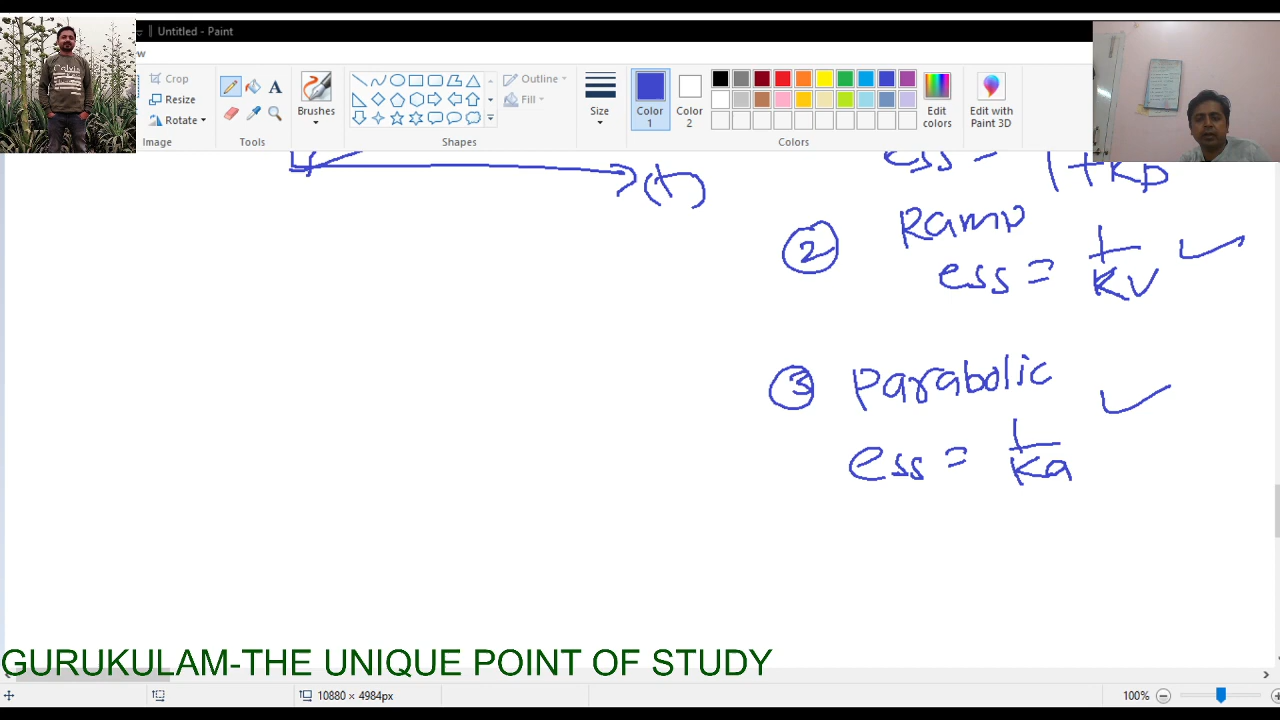 Untitled - Paint
Crop
Resize
Rotate
Outline
Fill
Brushes
Size
Color 1
Color 2
Edit colors
Edit with Paint 3D
Image
Tools
Shapes
Colors
(t)
ess = 1+Kp
2 Ramp
ess = 1/Kv
3 Parabolic
ess = 1/Ka
GURUKULAM-THE UNIQUE POINT OF STUDY
10880 × 4984px
100%